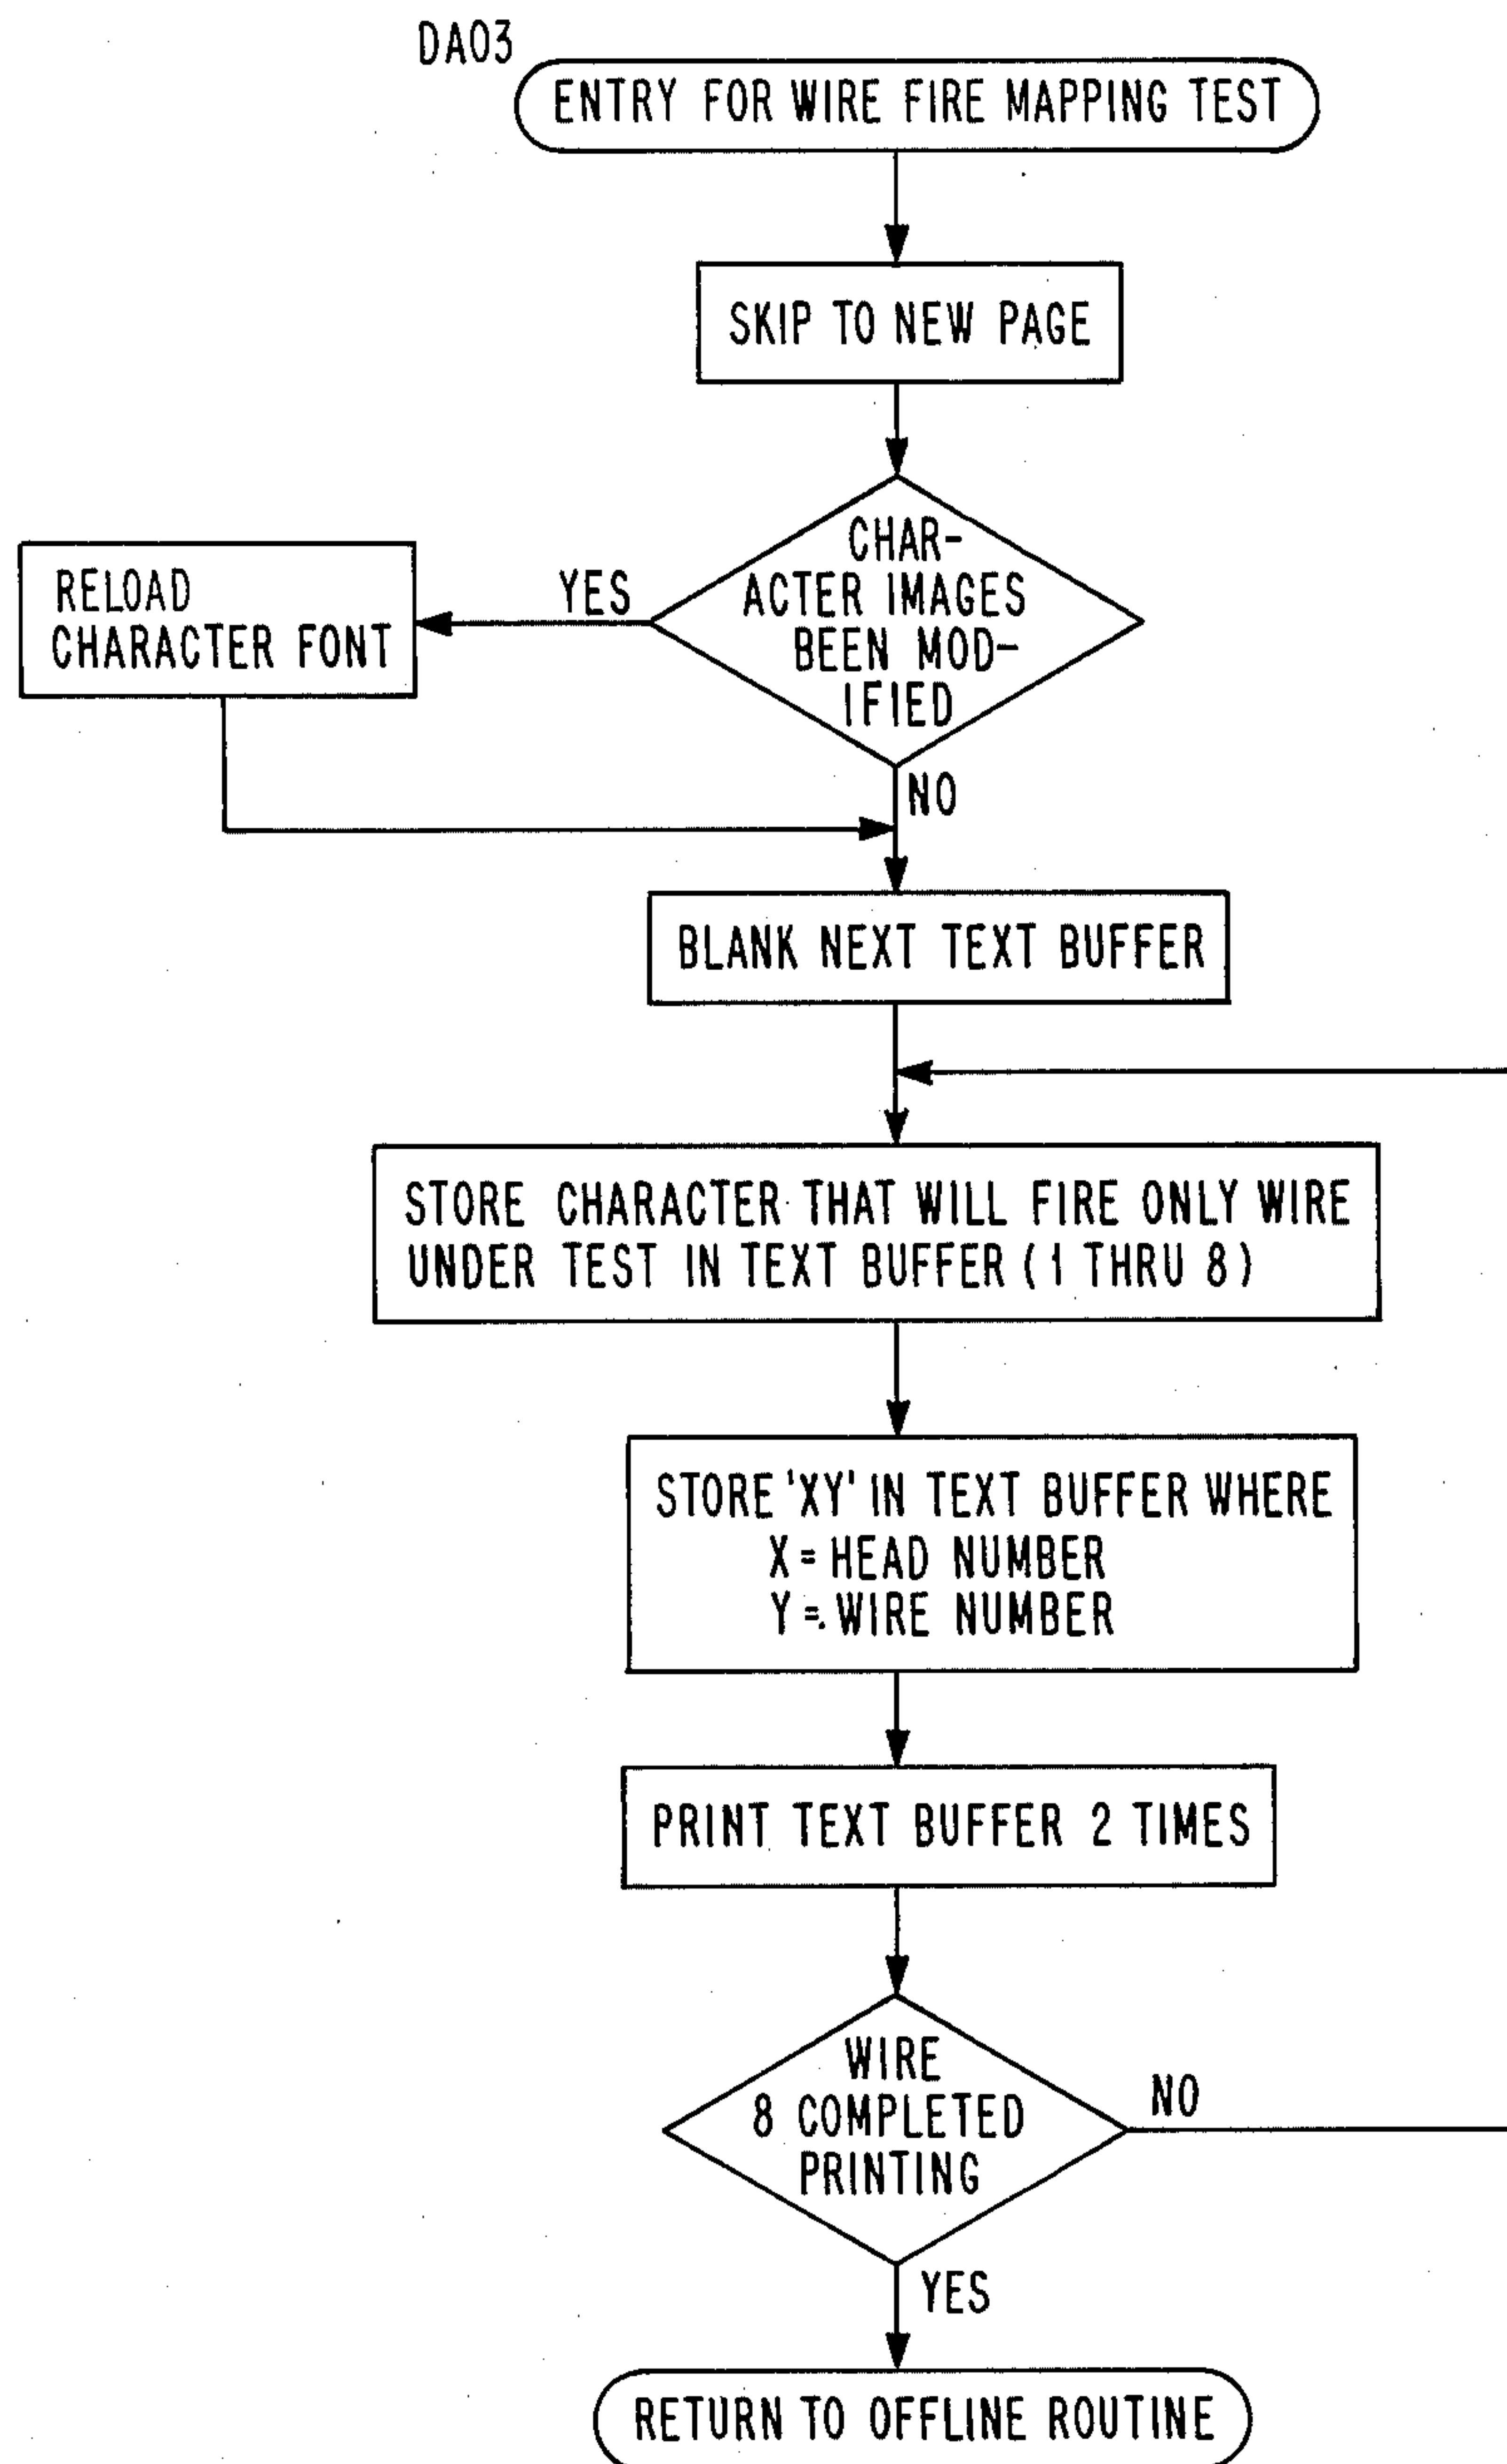 DA03
ENTRY FOR WIRE FIRE MAPPING TEST
SKIP TO NEW PAGE
CHAR-
ACTER IMAGES
BEEN MOD-
IFIED
YES
RELOAD
CHARACTER FONT
NO
BLANK NEXT TEXT BUFFER
STORE CHARACTER THAT WILL FIRE ONLY WIRE
UNDER TEST IN TEXT BUFFER (1 THRU 8)
STORE 'XY' IN TEXT BUFFER WHERE
X = HEAD NUMBER
Y = WIRE NUMBER
PRINT TEXT BUFFER 2 TIMES
WIRE
8 COMPLETED
PRINTING
NO
YES
RETURN TO OFFLINE ROUTINE